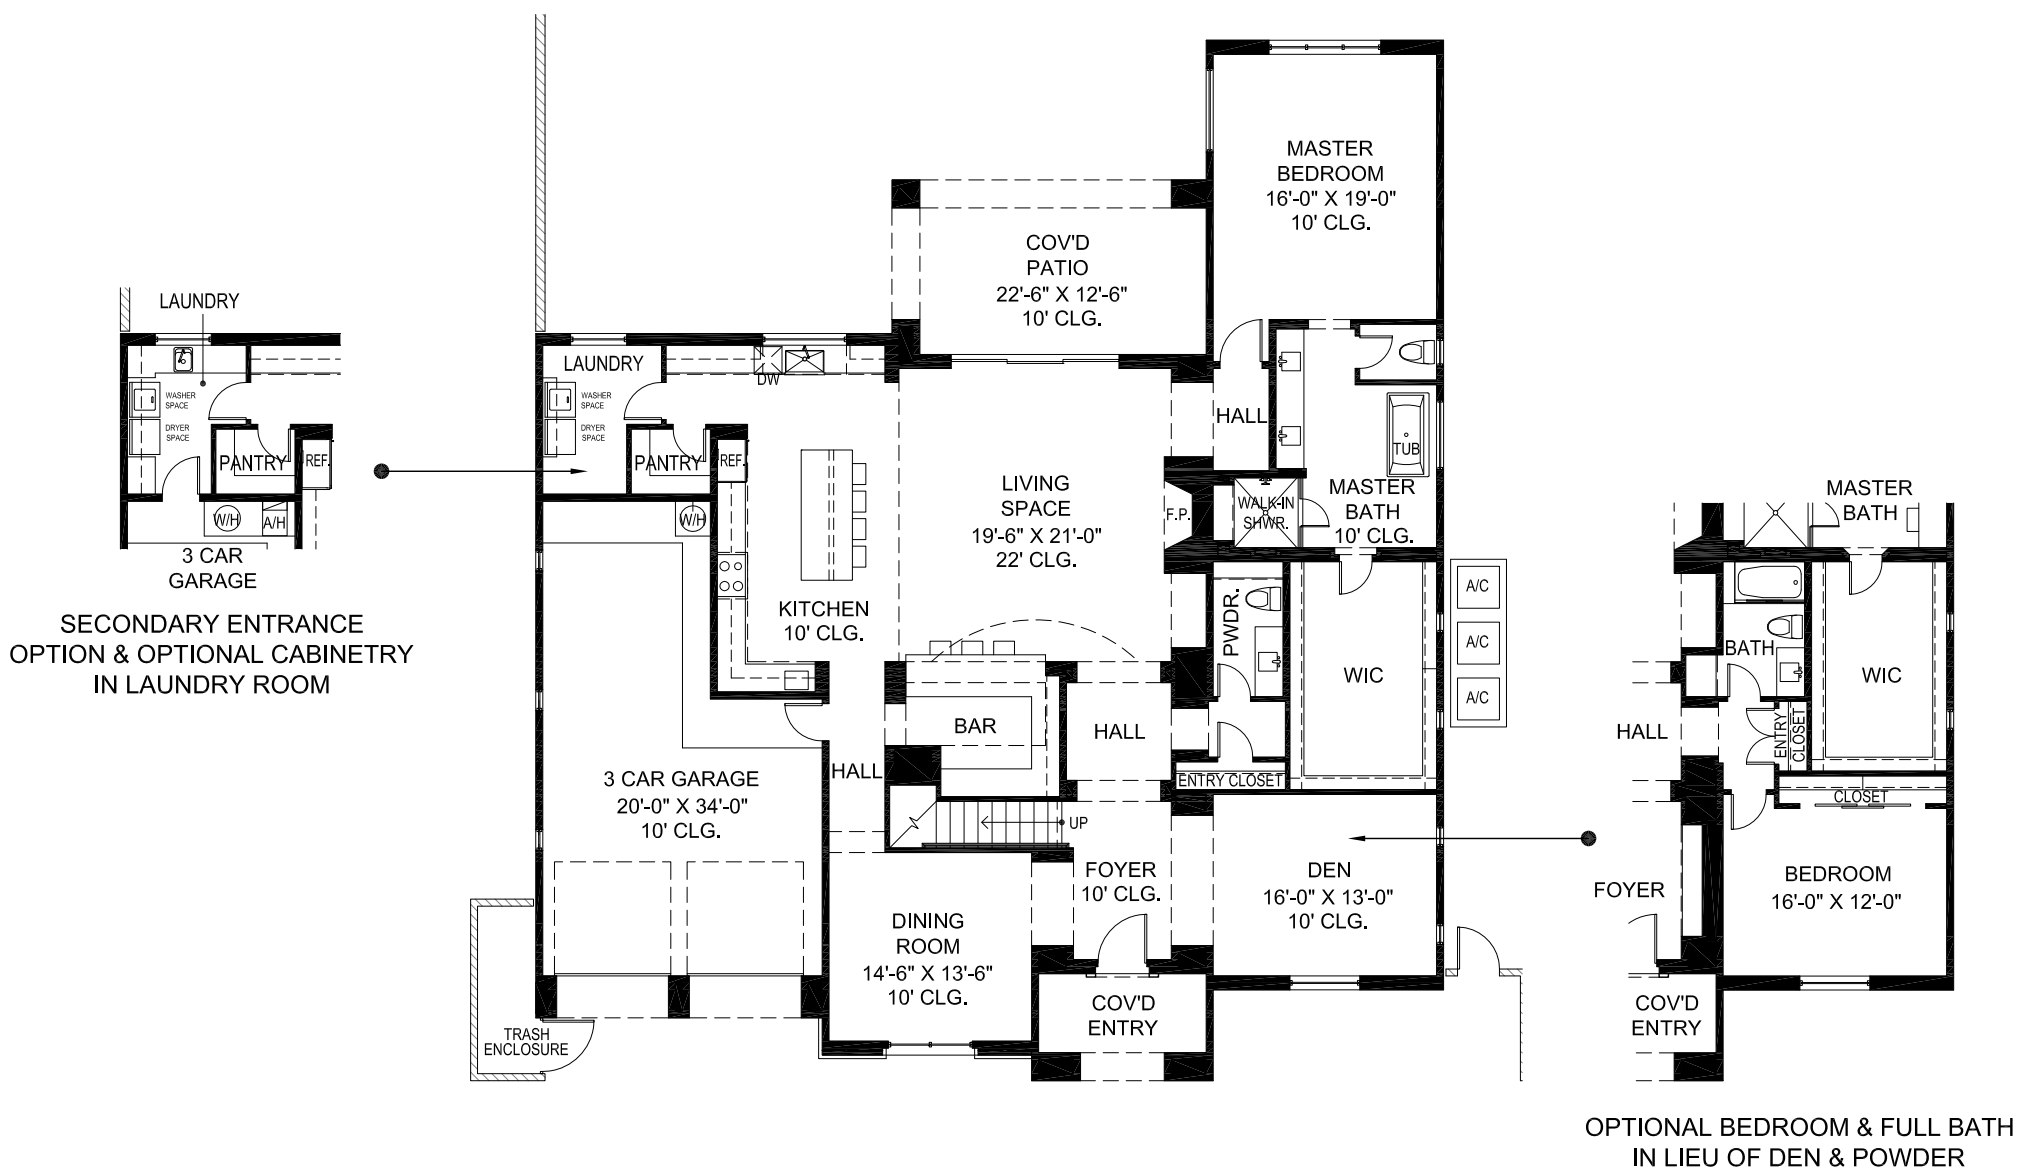 LAUNDRY
WASHER
SPACE
DRYER
SPACE
PANTRY
REF.
W/H
A/H
3 CAR
GARAGE
SECONDARY ENTRANCE
OPTION & OPTIONAL CABINETRY
IN LAUNDRY ROOM
MASTER
BEDROOM
16'-0" X 19'-0"
10' CLG.
COV'D
PATIO
22'-6" X 12'-6"
10' CLG.
LAUNDRY
WASHER
SPACE
DRYER
SPACE
DW
PANTRY
REF.
W/H
HALL
TUB
LIVING
SPACE
19'-6" X 21'-0"
22' CLG.
F.P.
WALK-IN
SHWR.
MASTER
BATH
10' CLG.
KITCHEN
10' CLG.
PWDR.
WIC
A/C
A/C
A/C
BAR
HALL
HALL
ENTRY CLOSET
3 CAR GARAGE
20'-0" X 34'-0"
10' CLG.
UP
FOYER
10' CLG.
DEN
16'-0" X 13'-0"
10' CLG.
DINING
ROOM
14'-6" X 13'-6"
10' CLG.
COV'D
ENTRY
TRASH
ENCLOSURE
MASTER
BATH
BATH
WIC
HALL
ENTRY
CLOSET
CLOSET
FOYER
BEDROOM
16'-0" X 12'-0"
COV'D
ENTRY
OPTIONAL BEDROOM & FULL BATH
IN LIEU OF DEN & POWDER